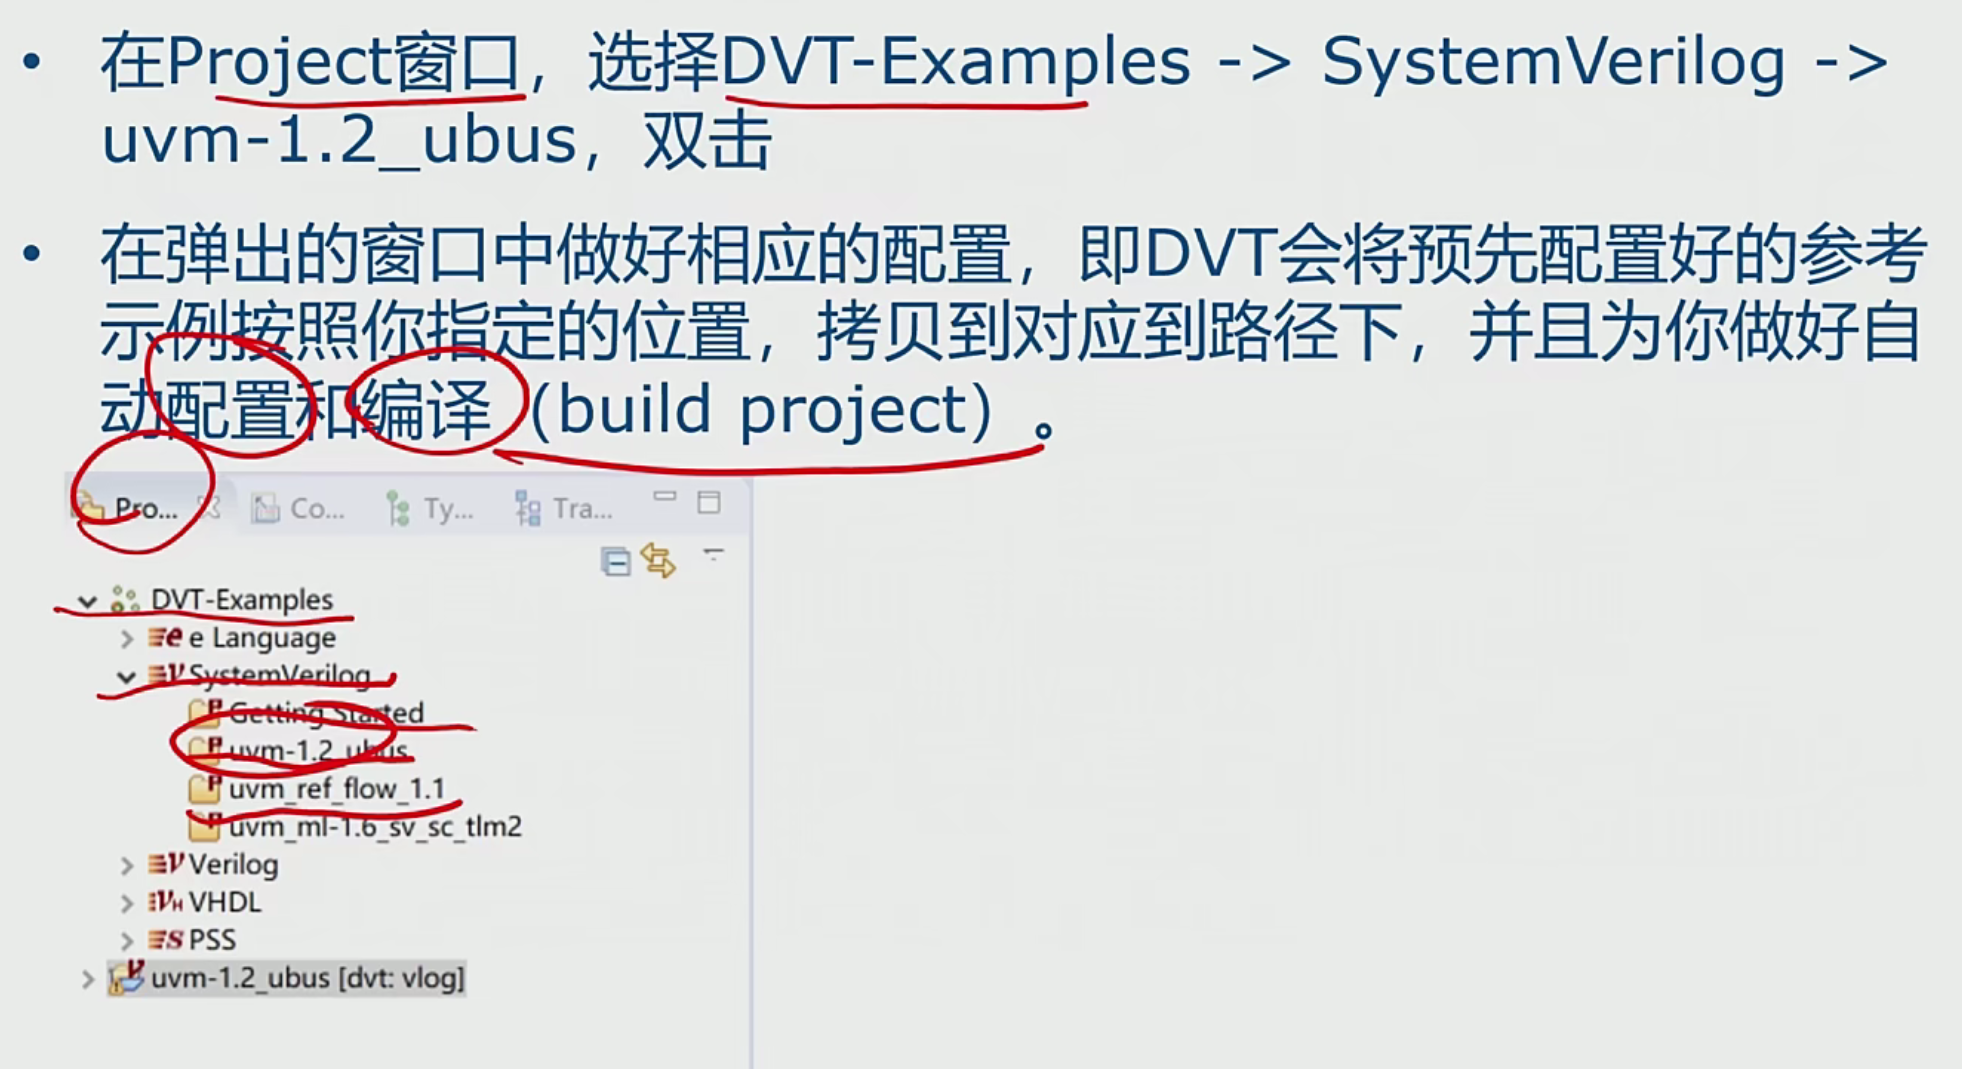 • 在Project窗口，选择DVT-Examples -> SystemVerilog ->
uvm-1.2_ubus，双击
• 在弹出的窗口中做好相应的配置，即DVT会将预先配置好的参考
示例按照你指定的位置，拷贝到对应到路径下，并且为你做好自
动配置和编译（build project）。
Pro... Co... Ty... Tra...
DVT-Examples
e Language
SystemVerilog
Getting Started
uvm-1.2_ubus
uvm_ref_flow_1.1
uvm_ml-1.6_sv_sc_tlm2
Verilog
VHDL
PSS
uvm-1.2_ubus [dvt: vlog]